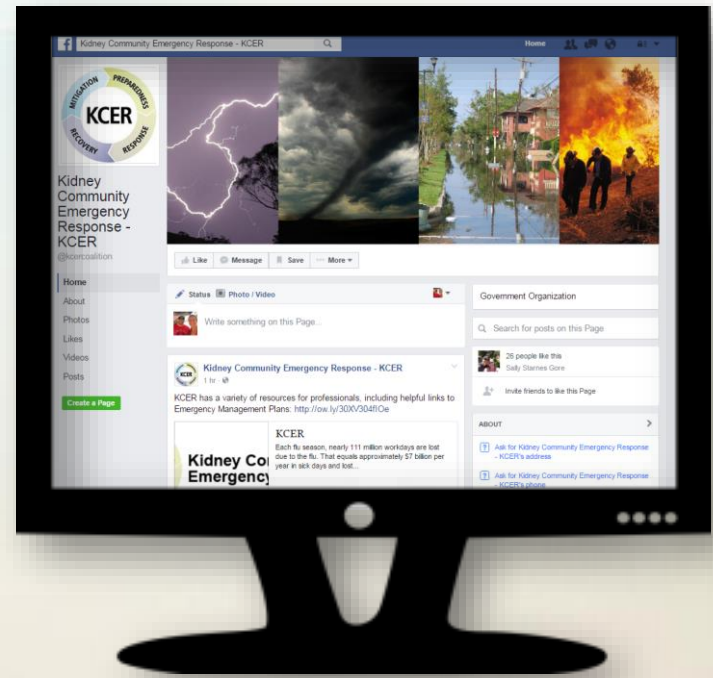 Kidney Community Emergency Response - KCER
Home
MITIGATION
PREPAREDNESS
RESPONSE
RECOVERY
KCER
Kidney
Community
Emergency
Response -
KCER
@kcercoalition
Like
Message
Save
More
Home
About
Photos
Likes
Videos
Posts
Create a Page
Status
Photo / Video
Write something on this Page...
Kidney Community Emergency Response - KCER
1 hr
KCER has a variety of resources for professionals, including helpful links to
Emergency Management Plans:
Kidney Co
Emergency
KCER
Each flu season, nearly 111 million workdays are lost
due to the flu. That equals approximately $7 billion per
year in sick days and lost...
Government Organization
Search for posts on this Page
26 people like this
Sally Starnes Gore
Invite friends to like this Page
ABOUT
Ask for Kidney Community Emergency Response
- KCER's address
Ask for Kidney Community Emergency Response
- KCER's phone